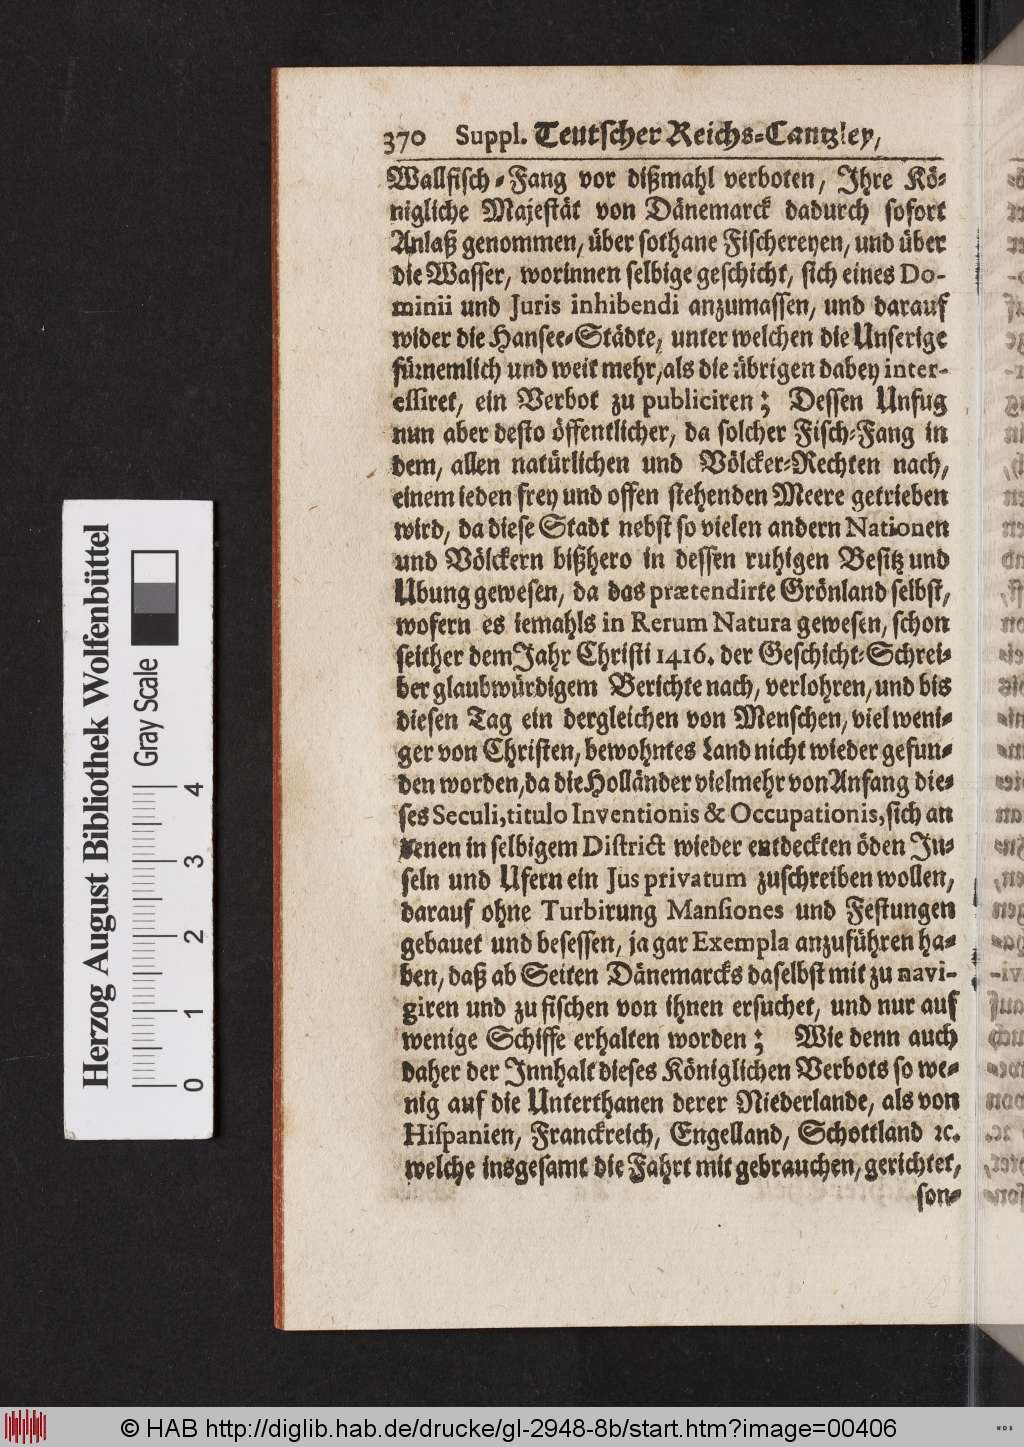 370 Suppl. Teutscher Reichs-Cantzley,
Wallfisch-Fang vor dißmahl verboten, Ihre Kö-
nigliche Majestät von Dänemarck dadurch sofort
Anlaß genommen, über sothane Fischereyen, und über
die Wasser, worinnen selbige geschicht, sich eines Do-
minii und Juris inhibendi anzumassen, und darauf
wider die Hansee-Städte, unter welchen die Unserige
fürnemlich und weit mehr, als die übrigen dabey inter-
essiret, ein Verbot zu publiciren; Dessen Unfug
nun aber desto öffentlicher, da solcher Fisch-Fang in
dem, allen natürlichen und Völcker-Rechten nach,
einem ieden frey und offen stehenden Meere getrieben
wird, da diese Stadt nebst so vielen andern Nationen
und Völckern bißhero in dessen ruhigen Besitz und
Ubung gewesen, da das prætendirte Grönland selbst,
wofern es iemahls in Rerum Natura gewesen, schon
seither dem Jahr Christi 1416. der Geschicht-Schrei-
ber glaubwürdigem Berichte nach, verlohren, und bis
diesen Tag ein dergleichen von Menschen, viel weni-
ger von Christen, bewohntes Land nicht wieder gefun-
den worden, da die Holländer vielmehr von Anfang die-
ses Seculi, titulo Inventionis & Occupationis, sich an
denen in selbigem District wieder entdeckten öden In-
seln und Ufern ein Jus privatum zuschreiben wollen,
darauf ohne Turbirung Mansiones und Festungen
gebauet und besessen, ja gar Exempla anzuführen ha-
ben, daß ab Seiten Dänemarcks daselbst mit zu navi-
giren und zu fischen von ihnen ersuchet, und nur auf
wenige Schiffe erhalten worden; Wie denn auch
daher der Innhalt dieses Königlichen Verbots so we-
nig auf die Unterthanen derer Niederlande, als von
Hispanien, Franckreich, Engelland, Schottland ꝛc.
welche insgesamt die Fahrt mit gebrauchen, gerichtet,
son-
Herzog August Bibliothek Wolfenbüttel
Gray Scale
0 1 2 3 4
© HAB http://diglib.hab.de/drucke/gl-2948-8b/start.htm?image=00406